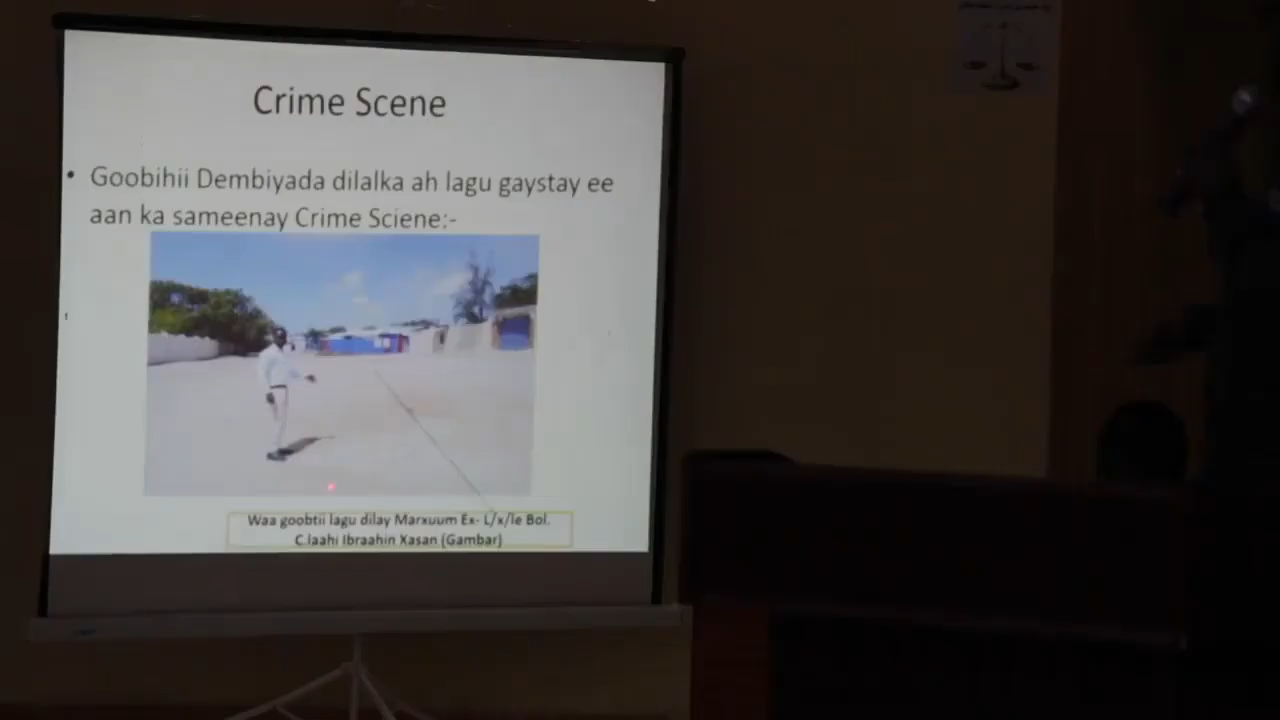 Crime Scene
• Goobihii Dembiyada dilalka ah lagu gaystay ee
aan ka sameenay Crime Sciene:-
Waa goobtii lagu dilay Marxuum Ex- L/x/le Bol.
C.laahi Ibraahin Xasan (Gambar)